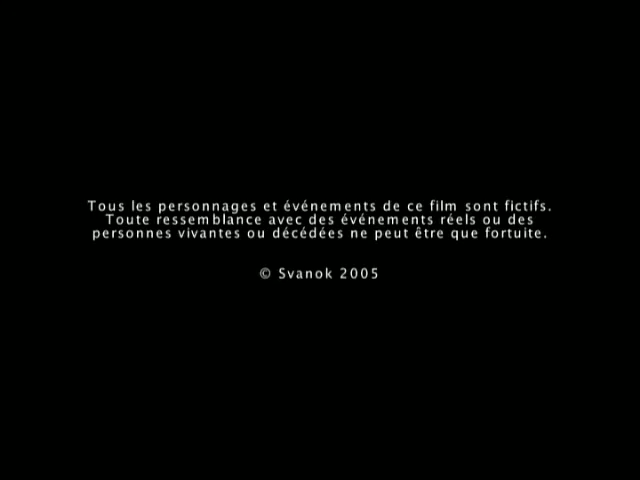 Tous les personnages et événements de ce film sont fictifs.
Toute ressemblance avec des événements réels ou des
personnes vivantes ou décédées ne peut être que fortuite.
© Svanok 2005